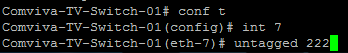 Comviva-TV-Switch-01# conf t
Comviva-TV-Switch-01(config)# int 7
Comviva-TV-Switch-01(eth-7)# untagged 222